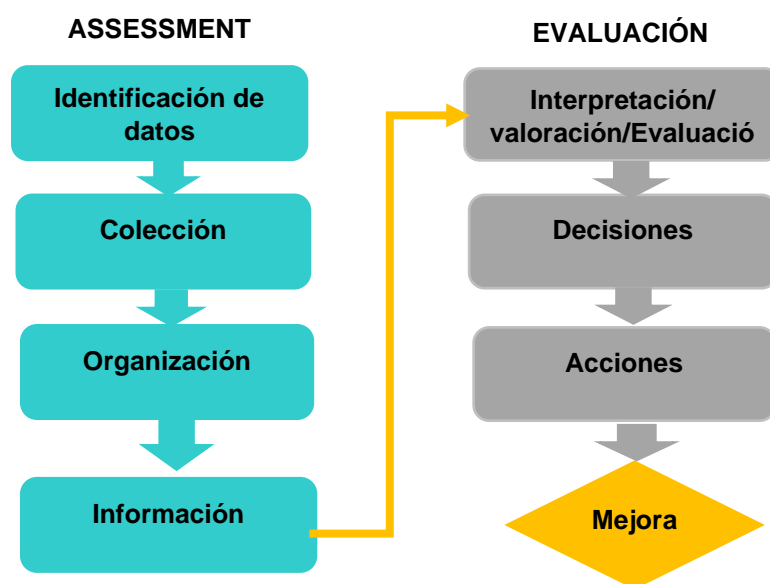 ASSESSMENT
Identificación de
datos
Colección
Organización
Información
EVALUACIÓN
Interpretación/
valoración/Evaluació
Decisiones
Acciones
Mejora